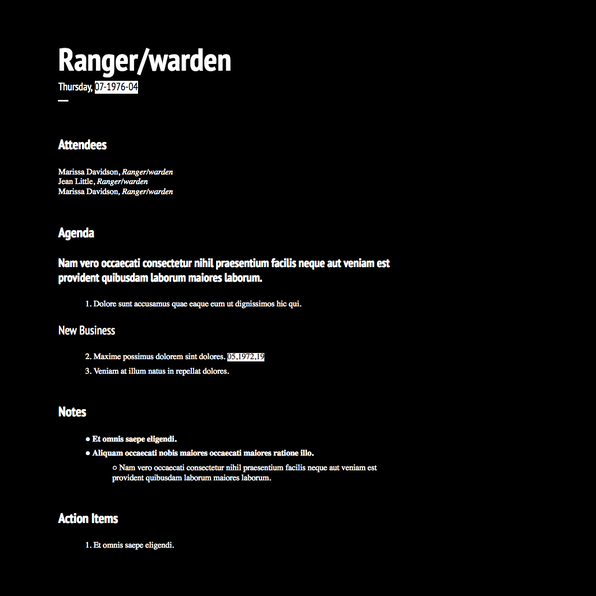 Ranger/warden
Thursday, 07-1976-04
—
Attendees
Marissa Davidson, Ranger/warden
Jean Little, Ranger/warden
Marissa Davidson, Ranger/warden
Agenda
Nam vero occaecati consectetur nihil praesentium facilis neque aut veniam est
provident quibusdam laborum maiores laborum.
1. Dolore sunt accusamus quae eaque eum ut dignissimos hic qui.
New Business
2. Maxime possimus dolorem sint dolores. 05.1972.19
3. Veniam at illum natus in repellat dolores.
Notes
● Et omnis saepe eligendi.
● Aliquam occaecati nobis maiores occaecati maiores ratione illo.
○ Nam vero occaecati consectetur nihil praesentium facilis neque aut veniam est
provident quibusdam laborum maiores laborum.
Action Items
1. Et omnis saepe eligendi.